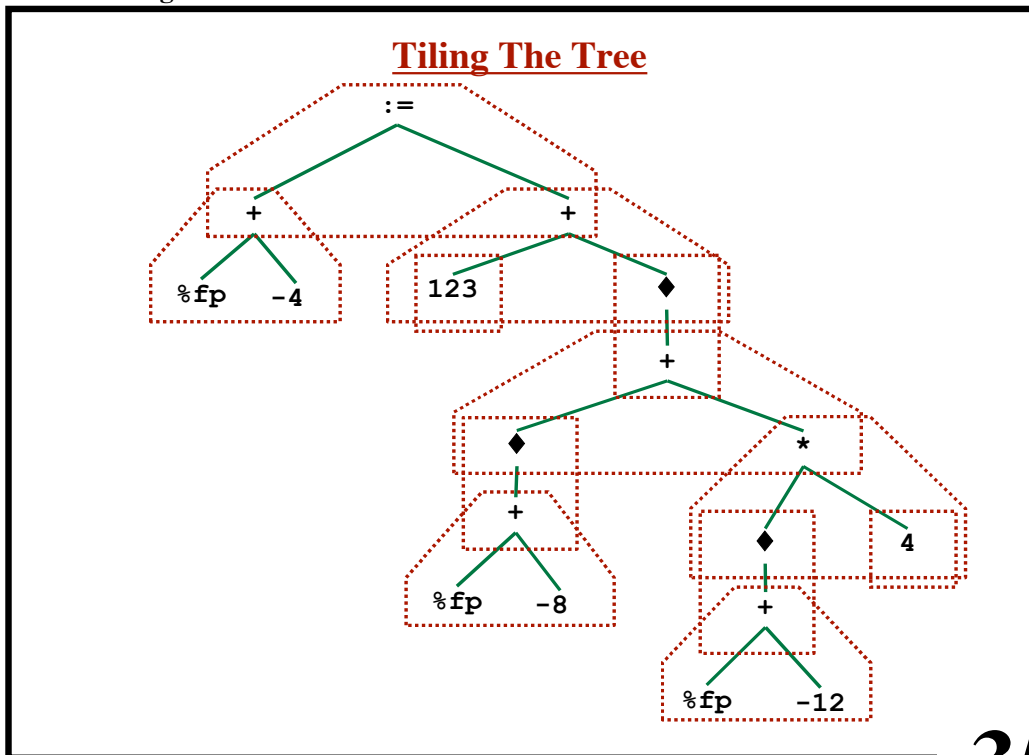 Tiling The Tree
:=
+ +
%fp -4 123 ♦
+
♦ *
+ ♦ 4
%fp -8 +
%fp -12